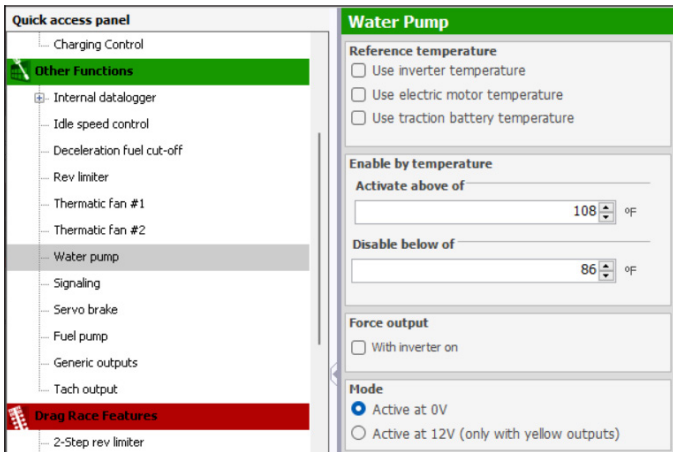 Quick access panel
Charging Control
Other Functions
Internal datalogger
Idle speed control
Deceleration fuel cut-off
Rev limiter
Thermatic fan #1
Thermatic fan #2
Water pump
Signaling
Servo brake
Fuel pump
Generic outputs
Tach output
Drag Race Features
2-Step rev limiter
Water Pump
Reference temperature
Use inverter temperature
Use electric motor temperature
Use traction battery temperature
Enable by temperature
Activate above of
108 ºF
Disable below of
86 ºF
Force output
With inverter on
Mode
Active at 0V
Active at 12V (only with yellow outputs)